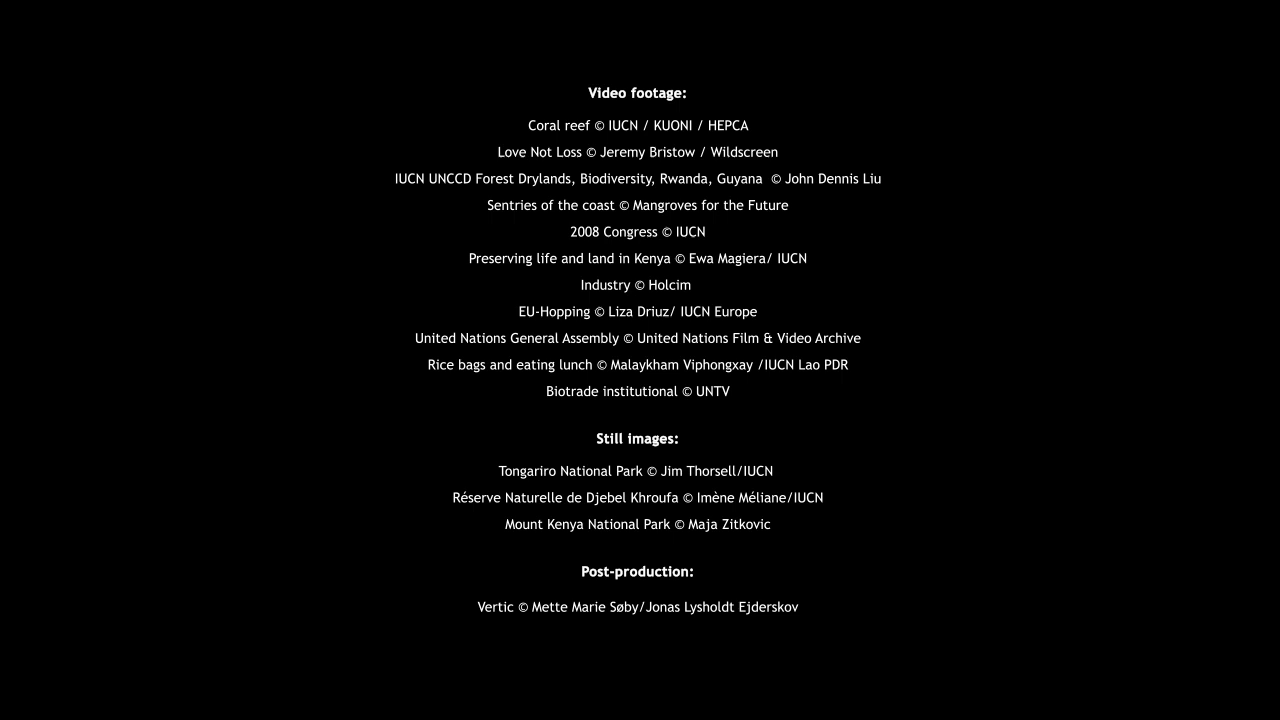 Video footage:
Coral reef © IUCN / KUONI / HEPCA
Love Not Loss © Jeremy Bristow / Wildscreen
IUCN UNCCD Forest Drylands, Biodiversity, Rwanda, Guyana  © John Dennis Liu
Sentries of the coast © Mangroves for the Future
2008 Congress © IUCN
Preserving life and land in Kenya © Ewa Magiera/ IUCN
Industry © Holcim
EU-Hopping © Liza Driuz/ IUCN Europe
United Nations General Assembly © United Nations Film & Video Archive
Rice bags and eating lunch © Malaykham Viphongxay /IUCN Lao PDR
Biotrade institutional © UNTV
Still images:
Tongariro National Park © Jim Thorsell/IUCN
Réserve Naturelle de Djebel Khroufa © Imène Méliane/IUCN
Mount Kenya National Park © Maja Zitkovic
Post-production:
Vertic © Mette Marie Søby/Jonas Lysholdt Ejderskov